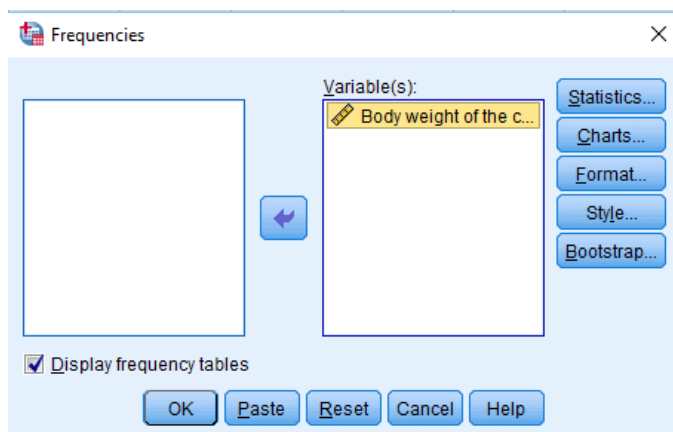 Frequencies
Variable(s):
Body weight of the c...
Statistics...
Charts...
Format...
Style...
Bootstrap...
Display frequency tables
OK Paste Reset Cancel Help